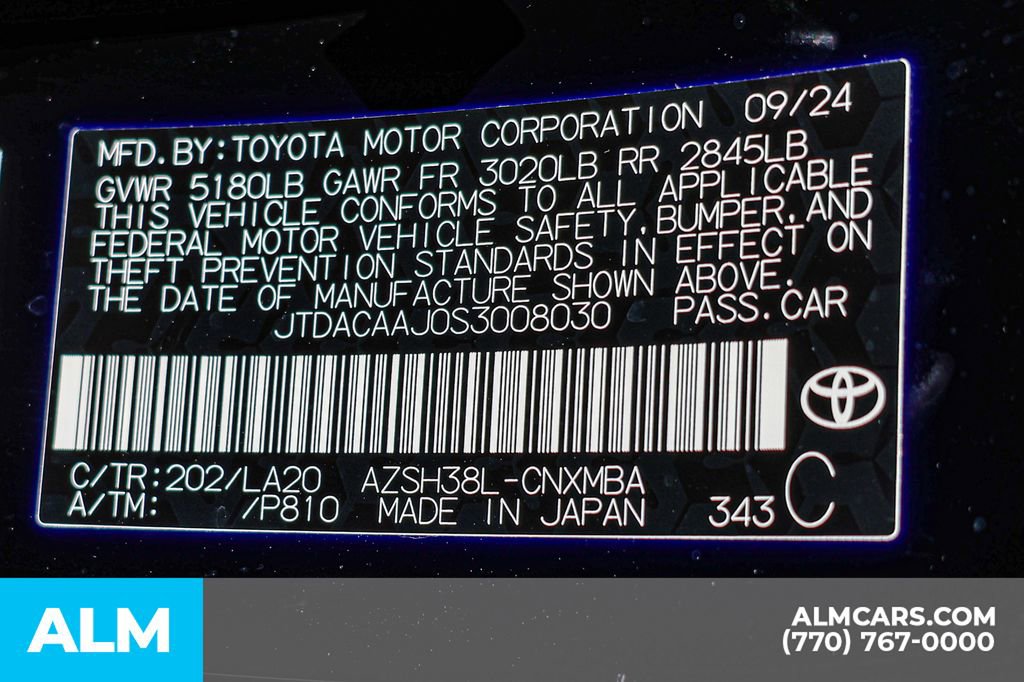 MFD.BY:TOYOTA MOTOR CORPORATION 09/24
GVWR 5180LB GAWR FR 3020LB RR 2845LB
THIS VEHICLE CONFORMS TO ALL APPLICABLE
FEDERAL MOTOR VEHICLE SAFETY,BUMPER,AND
THEFT PREVENTION STANDARDS IN EFFECT ON
THE DATE OF MANUFACTURE SHOWN ABOVE.
JTDACAAJ0S3008030 PASS.CAR
C/TR:202/LA20 AZSH38L-CNXMBA
A/TM: /P810 MADE IN JAPAN 343 C
ALM
ALMCARS.COM
(770) 767-0000